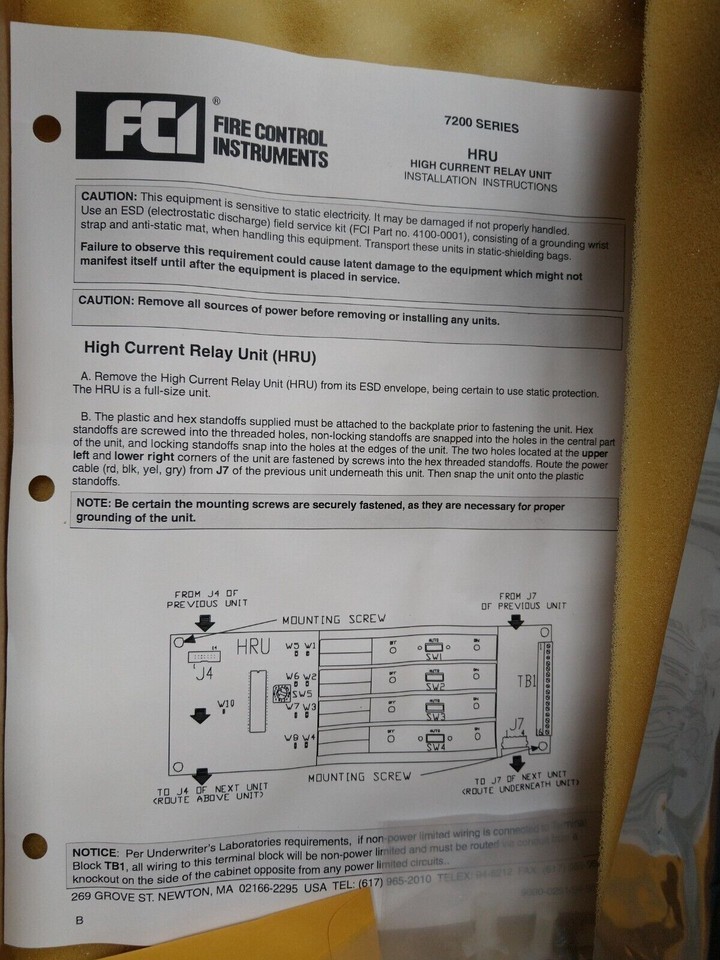 FCI ® FIRE CONTROL
INSTRUMENTS
7200 SERIES
HRU
HIGH CURRENT RELAY UNIT
INSTALLATION INSTRUCTIONS
CAUTION: This equipment is sensitive to static electricity. It may be damaged if not properly handled.
Use an ESD (electrostatic discharge) field service kit (FCI Part no. 4100-0001), consisting of a grounding wrist
strap and anti-static mat, when handling this equipment. Transport these units in static-shielding bags.
Failure to observe this requirement could cause latent damage to the equipment which might not
manifest itself until after the equipment is placed in service.
CAUTION: Remove all sources of power before removing or installing any units.
High Current Relay Unit (HRU)
A. Remove the High Current Relay Unit (HRU) from its ESD envelope, being certain to use static protection.
The HRU is a full-size unit.
B. The plastic and hex standoffs supplied must be attached to the backplate prior to fastening the unit. Hex
standoffs are screwed into the threaded holes, non-locking standoffs are snapped into the holes in the central part
of the unit, and locking standoffs snap into the holes at the edges of the unit. The two holes located at the upper
left and lower right corners of the unit are fastened by screws into the hex threaded standoffs. Route the power
cable (rd, blk, yel, gry) from J7 of the previous unit underneath this unit. Then snap the unit onto the plastic
standoffs.
NOTE: Be certain the mounting screws are securely fastened, as they are necessary for proper
grounding of the unit.
FROM J4 OF
PREVIOUS UNIT
FROM J7
OF PREVIOUS UNIT
MOUNTING SCREW
HRU
J4
W5 W1
W6 W2
SW5
W7 W3
W10
W8 W4
AUTO
SW1
SW2
SW3
SW4
TB1
J7
MOUNTING SCREW
TO J4 OF NEXT UNIT
(ROUTE ABOVE UNIT)
TO J7 OF NEXT UNIT
(ROUTE UNDERNEATH UNIT)
NOTICE: Per Underwriter's Laboratories requirements, if non-power limited wiring is connected to Terminal
Block TB1, all wiring to this terminal block will be non-power limited and must be routed via conduit into a
knockout on the side of the cabinet opposite from any power limited circuits.
269 GROVE ST. NEWTON, MA 02166-2295 USA TEL: (617) 965-2010 TELEX: 94-8212 FAX: (617)
B